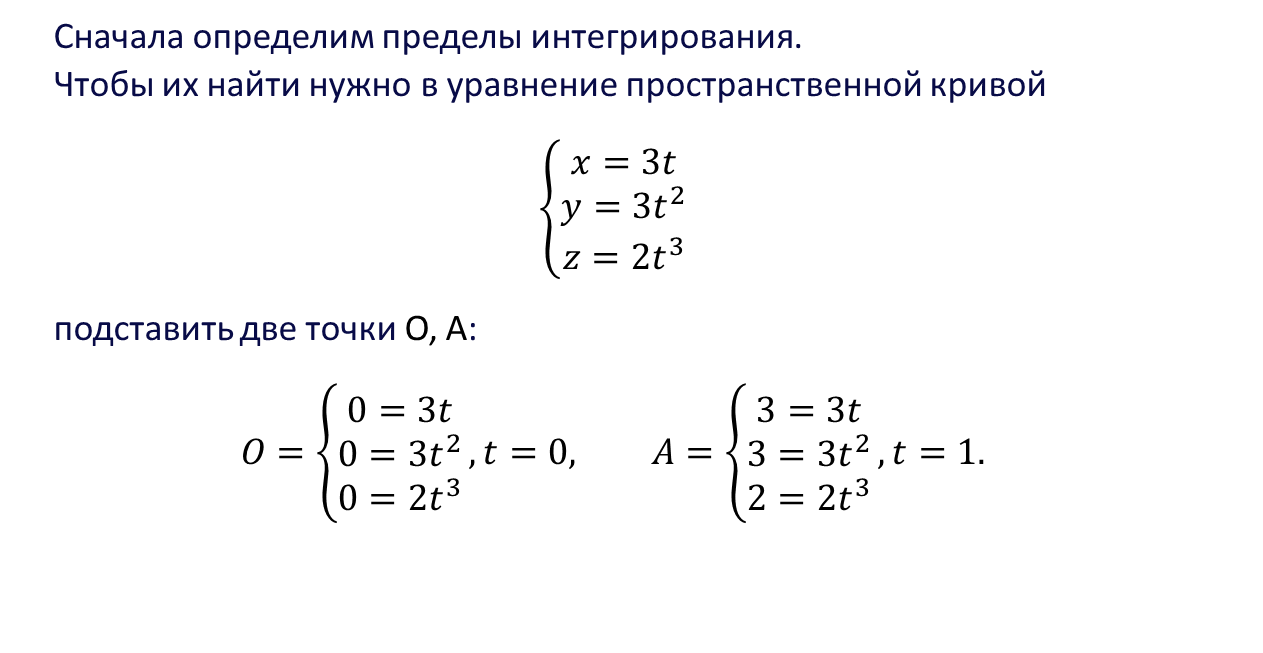 Сначала определим пределы интегрирования.
Чтобы их найти нужно в уравнение пространственной кривой
x = 3t
y = 3t²
z = 2t³
подставить две точки О, А:
O = { 0 = 3t 0 = 3t² 0 = 2t³ , t = 0, A = { 3 = 3t 3 = 3t² 2 = 2t³ , t = 1.